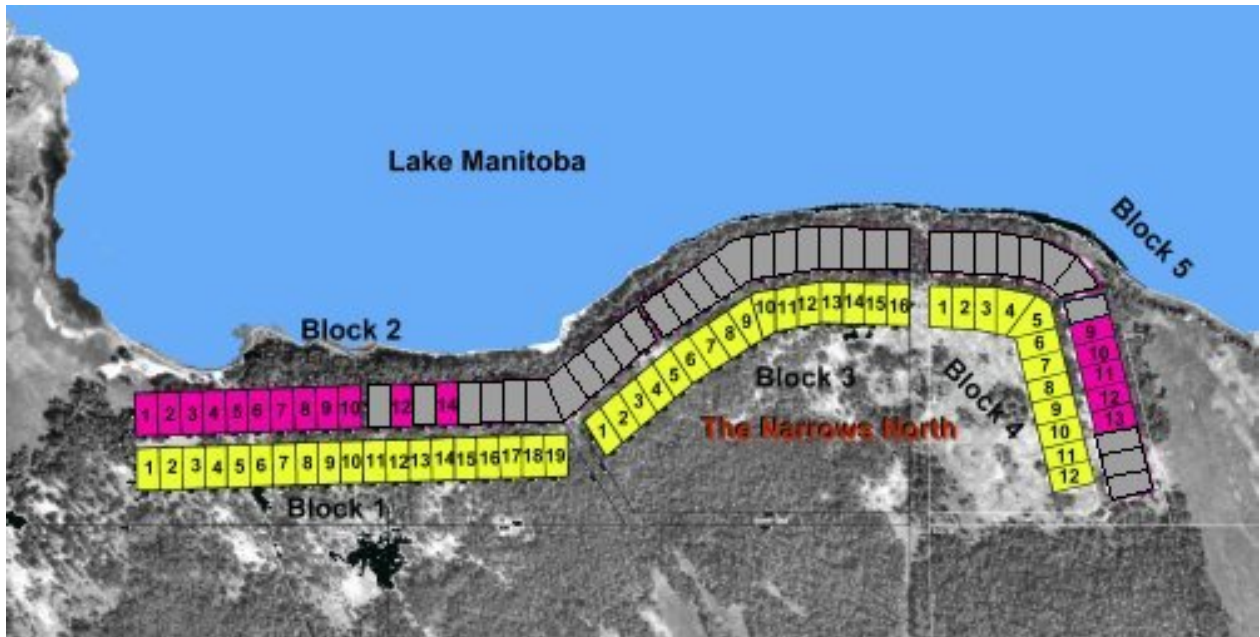 Lake Manitoba
Block 5
Block 2
1 2 3 4 5 6 7 8 9 10 12 14
1 2 3 4 5 6 7 8 9 10 11 12 13 14 15 16 17 18 19
Block 1
1 2 3 4 5 6 7 8 9 10 11 12 13 14 15 16
Block 3
The Narrows North
1 2 3 4 5 6 7 8 9 10 11 12
Block 4
9 10 11 12 13